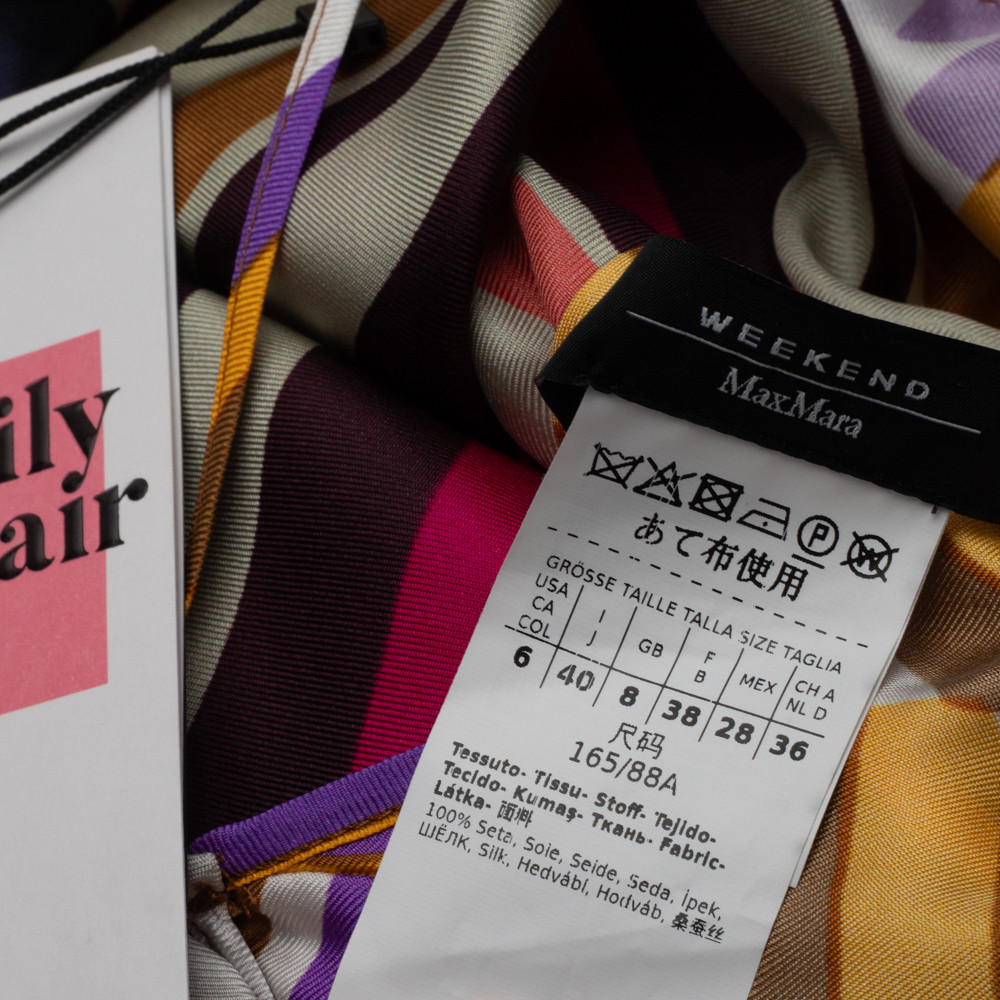 ily
air
WEEKEND
MaxMara
P W
あて布使用
GRÖSSE TAILLE TALLA SIZE TAGLIA
USA CA COL I J GB F B MEX CH A NL D
6 40 8 38 28 36
尺码
165/88A
Tessuto- Tissu- Stoff- Tejido-
Tecido- Kumaş- Ткань- Fabric-
Látka- 面料
100% Seta, Soie, Seide, Seda, İpek,
ШЁЛК, Silk, Hedvábí, Hodváb, 桑蚕丝